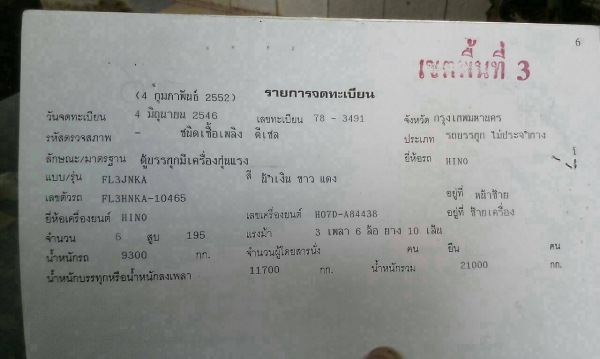 6
เขตพื้นที่ 3
(4 กุมภาพันธ์ 2552) รายการจดทะเบียน
วันจดทะเบียน 4 มิถุนายน 2546 เลขทะเบียน 78 - 3491 จังหวัด กรุงเทพมหานคร
รหัสตรวจสภาพ - ชนิดเชื้อเพลิง ดีเซล ประเภท รถบรรทุก ไม่ประจำทาง
ลักษณะ/มาตรฐาน ตู้บรรทุกมีเครื่องทุ่นแรง ยี่ห้อรถ HINO
แบบ/รุ่น FL3JNKA สี น้ำเงิน ขาว แดง
เลขตัวรถ FL3HNKA-10465 อยู่ที่ หน้าซ้าย
ยี่ห้อเครื่องยนต์ HINO เลขเครื่องยนต์ H07D-A84438 อยู่ที่ ซ้ายเครื่อง
จำนวน 6 สูบ 195 แรงม้า 3 เพลา 6 ล้อ ยาง 10 เส้น
น้ำหนักรถ 9300 กก. จำนวนผู้โดยสารนั่ง คน ยืน คน
น้ำหนักบรรทุกหรือน้ำหนักลงเพลา 11700 กก. น้ำหนักรวม 21000 กก.